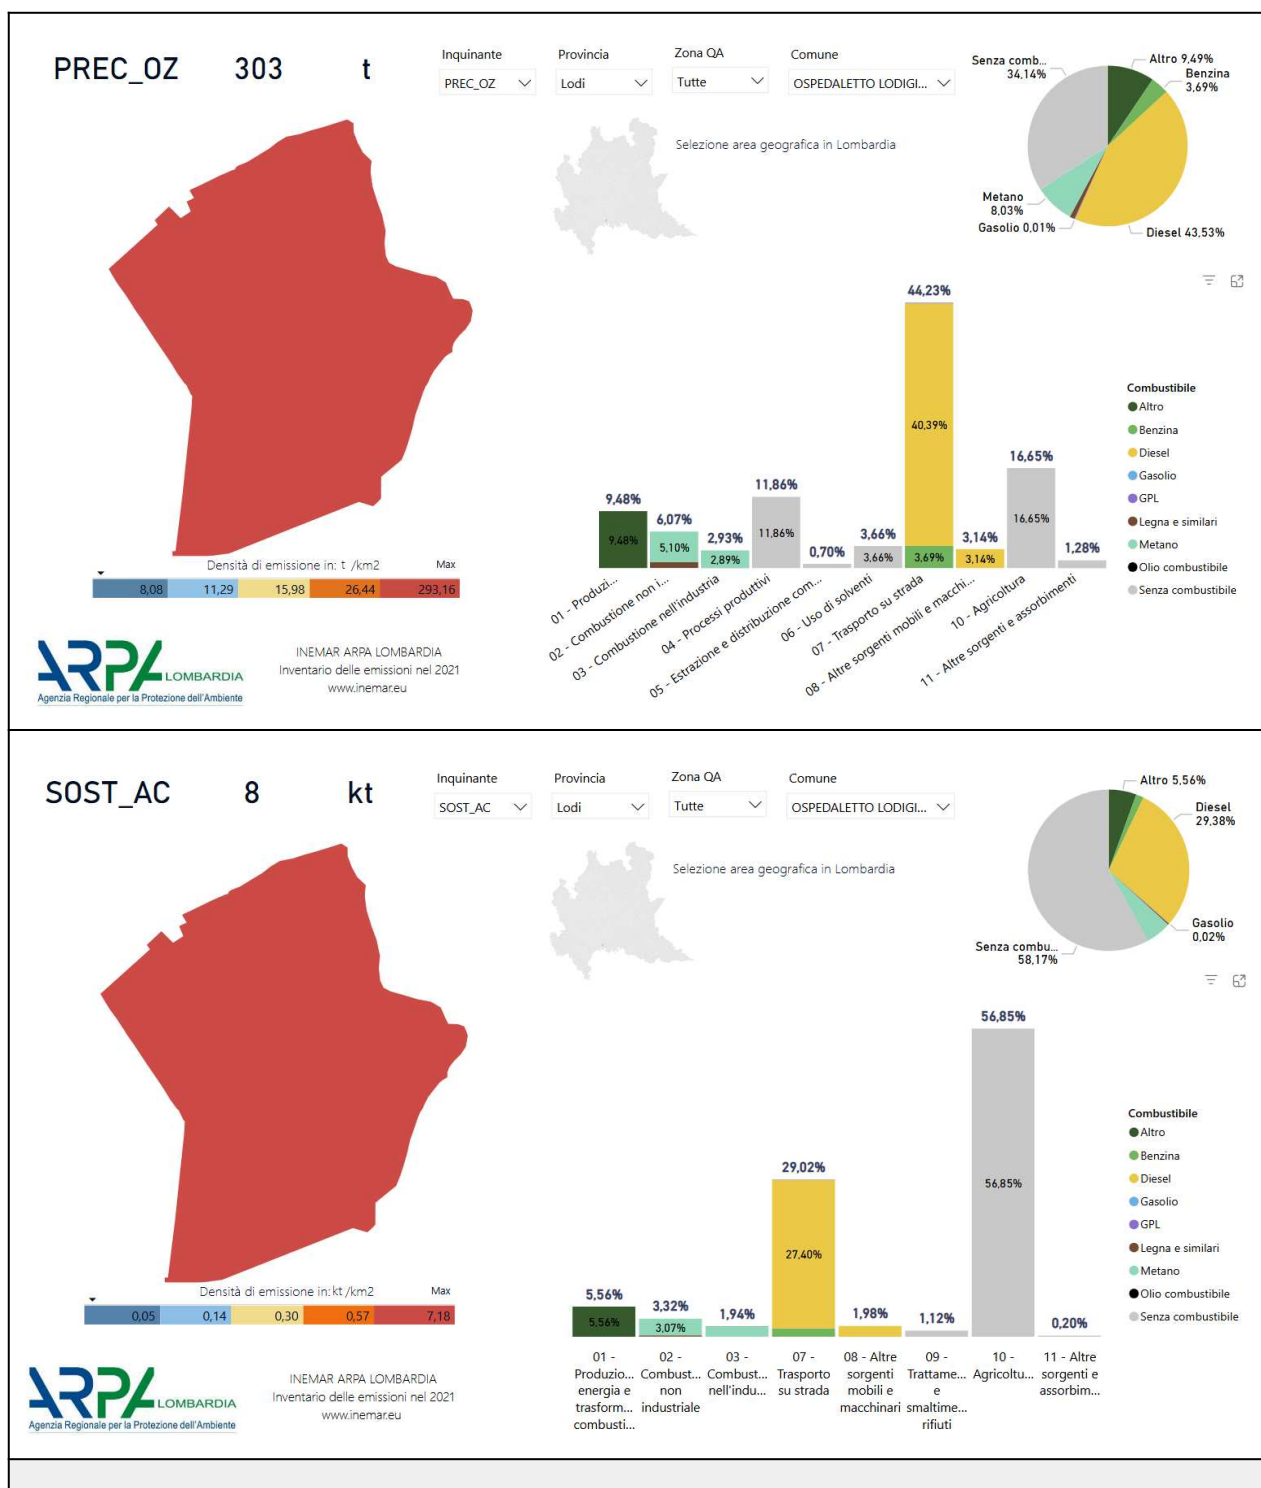 PREC_OZ 303 t
Inquinante Provincia Zona QA Comune
PREC_OZ Lodi Tutte OSPEDALETTO LODIGI...
Selezione area geografica in Lombardia
Senza comb...
34,14%
Altro 9,49%
Benzina
3,69%
Metano
8,03%
Gasolio 0,01%
Diesel 43,53%
44,23%
40,39%
3,69%
16,65%
16,65%
11,86%
11,86%
9,48%
9,48%
6,07%
5,10%
2,93%
2,89%
0,70%
3,66%
3,66%
3,14%
3,14%
1,28%
01 - Produzi...
02 - Combustione non i...
03 - Combustione nell'industria
04 - Processi produttivi
05 - Estrazione e distribuzione com...
06 - Uso di solventi
07 - Trasporto su strada
08 - Altre sorgenti mobili e macchi...
10 - Agricoltura
11 - Altre sorgenti e assorbimenti
Combustibile
Altro
Benzina
Diesel
Gasolio
GPL
Legna e similari
Metano
Olio combustibile
Senza combustibile
Densità di emissione in: t /km2 Max
8,08 11,29 15,98 26,44 293,16
ARPA LOMBARDIA
Agenzia Regionale per la Protezione dell'Ambiente
INEMAR ARPA LOMBARDIA
Inventario delle emissioni nel 2021
www.inemar.eu
SOST_AC 8 kt
Inquinante Provincia Zona QA Comune
SOST_AC Lodi Tutte OSPEDALETTO LODIGI...
Selezione area geografica in Lombardia
Altro 5,56%
Diesel
29,38%
Gasolio
0,02%
Senza combu...
58,17%
56,85%
56,85%
29,02%
27,40%
5,56%
5,56%
3,32%
3,07%
1,94%
1,98%
1,12%
0,20%
01 -
Produzio...
energia e
trasform...
combusti...
02 -
Combust...
non
industriale
03 -
Combust...
nell'indu...
07 -
Trasporto
su strada
08 - Altre
sorgenti
mobili e
macchinari
09 -
Trattame...
e
smaltime...
rifiuti
10 -
Agricoltu...
11 - Altre
sorgenti e
assorbim...
Combustibile
Altro
Benzina
Diesel
Gasolio
GPL
Legna e similari
Metano
Olio combustibile
Senza combustibile
Densità di emissione in: kt /km2 Max
0,05 0,14 0,30 0,57 7,18
ARPA LOMBARDIA
Agenzia Regionale per la Protezione dell'Ambiente
INEMAR ARPA LOMBARDIA
Inventario delle emissioni nel 2021
www.inemar.eu